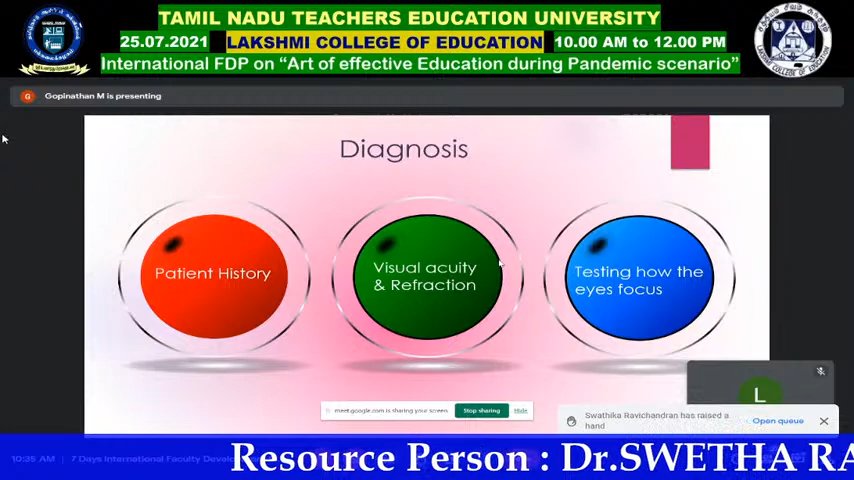 TAMIL NADU TEACHERS EDUCATION UNIVERSITY
25.07.2021 LAKSHMI COLLEGE OF EDUCATION 10.00 AM to 12.00 PM
International FDP on “Art of effective Education during Pandemic scenario”
G Gopinathan M is presenting
Diagnosis
Patient History
Visual acuity
& Refraction
Testing how the
eyes focus
L
meet.google.com is sharing your screen. Stop sharing Hide
Swathika Ravichandran has raised a
hand
Open queue
10:35 AM | 7 Days International Faculty
Resource Person : Dr.SWETHA RA